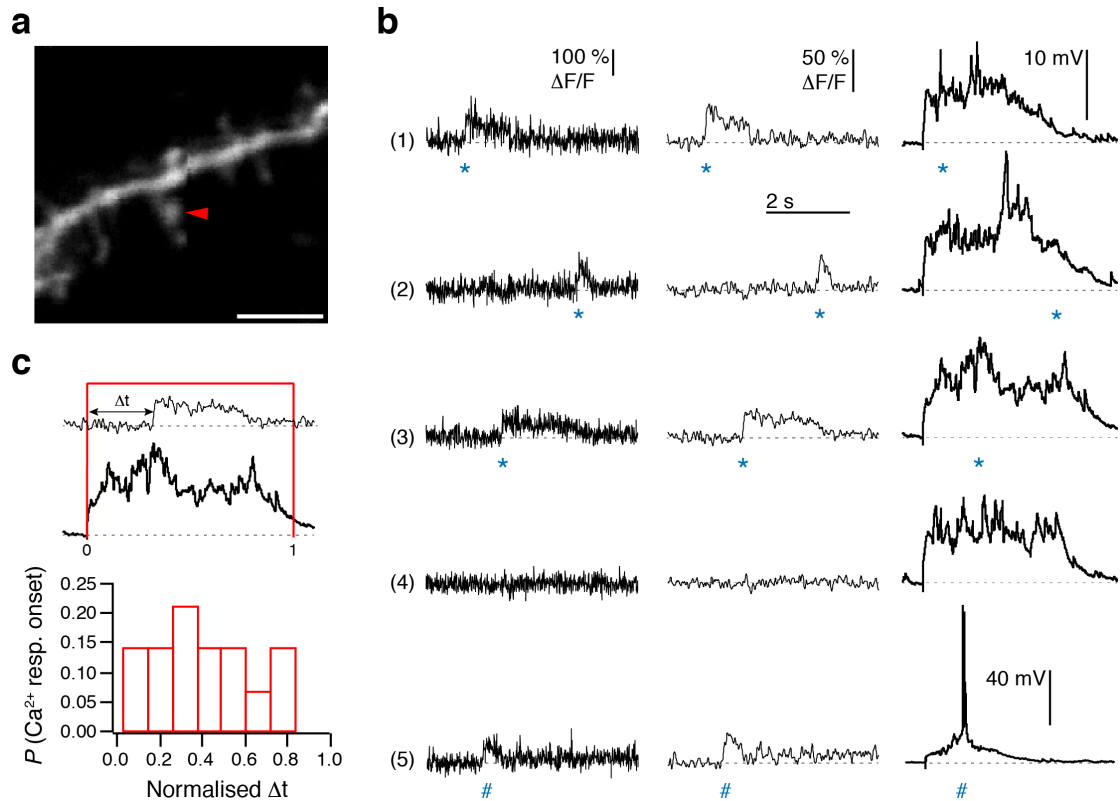 a
b
100 %
ΔF/F
50 %
ΔF/F
10 mV
(1)
* * *
2 s
(2)
* * *
(3)
* * *
(4)
40 mV
(5)
# # #
c
Δt
0 1
0.25
0.20
0.15
0.10
0.05
0.00
P (Ca²⁺ resp. onset)
0.0 0.2 0.4 0.6 0.8 1.0
Normalised Δt